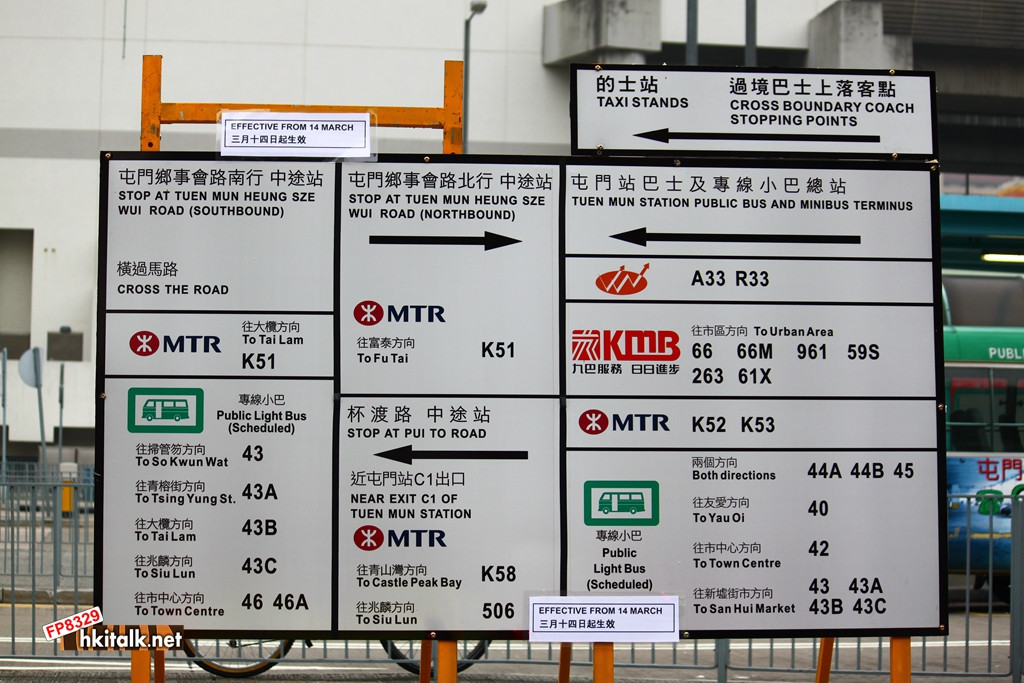 的士站 過境巴士上落客點
TAXI STANDS CROSS BOUNDARY COACH
STOPPING POINTS
EFFECTIVE FROM 14 MARCH
三月十四日起生效
屯門鄉事會路南行 中途站
STOP AT TUEN MUN HEUNG SZE
WUI ROAD (SOUTHBOUND)
橫過馬路
CROSS THE ROAD
MTR
往大欖方向
To Tai Lam
K51
專線小巴
Public Light Bus
(Scheduled)
往掃管笏方向
To So Kwun Wat 43
往青榕街方向
To Tsing Yung St. 43A
往大欖方向
To Tai Lam 43B
往兆麟方向
To Siu Lun 43C
往市中心方向
To Town Centre 46 46A
屯門鄉事會路北行 中途站
STOP AT TUEN MUN HEUNG SZE
WUI ROAD (NORTHBOUND)
MTR
往富泰方向
To Fu Tai K51
杯渡路 中途站
STOP AT PUI TO ROAD
近屯門站C1出口
NEAR EXIT C1 OF
TUEN MUN STATION
MTR
往青山灣方向
To Castle Peak Bay K58
往兆麟方向
To Siu Lun 506
屯門站巴士及專線小巴總站
TUEN MUN STATION PUBLIC BUS AND MINIBUS TERMINUS
A33 R33
KMB
九巴服務 日日進步
往市區方向 To Urban Area
66 66M 961 59S
263 61X
MTR K52 K53
專線小巴
Public
Light Bus
(Scheduled)
兩個方向
Both directions 44A 44B 45
往友愛方向
To Yau Oi 40
往市中心方向
To Town Centre 42
往新墟街市方向
To San Hui Market 43 43A
43B 43C
EFFECTIVE FROM 14 MARCH
三月十四日起生效
PUBL
屯門
FP8329
hkitalk.net